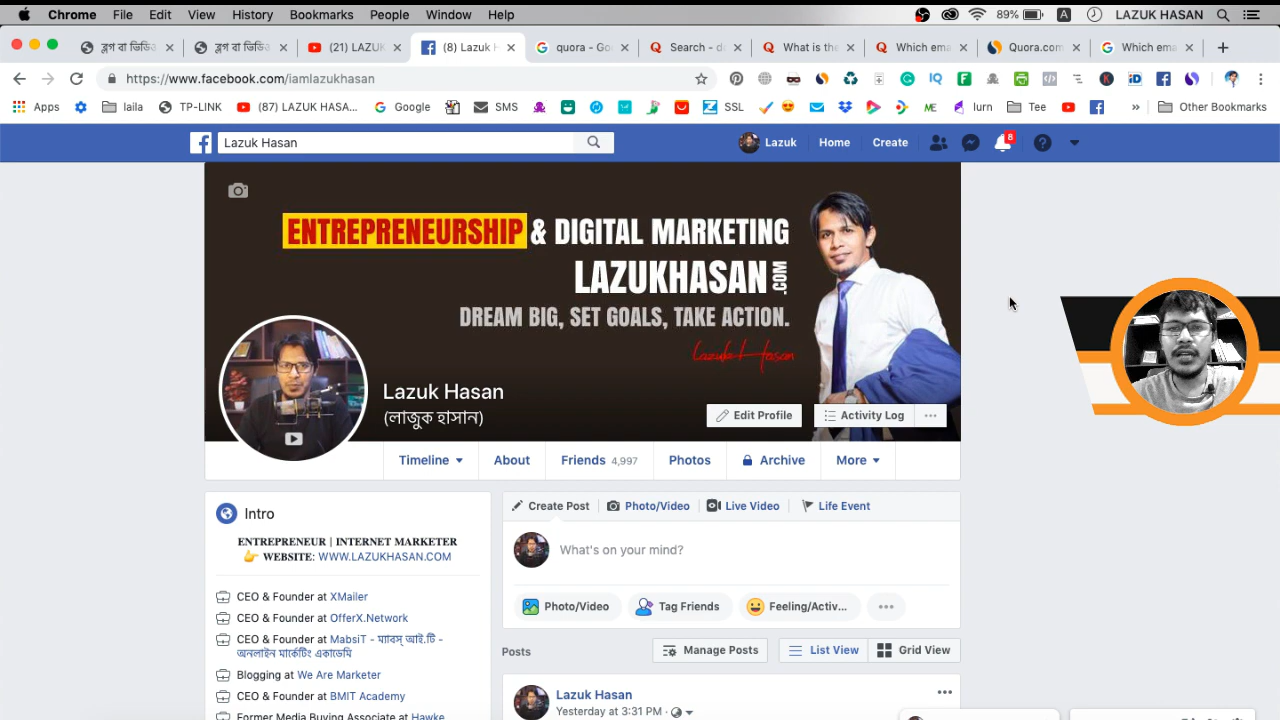 Chrome File Edit View History Bookmarks People Window Help 89% A LAZUK HASAN
ব্লগ বা ভিডিও ব্লগ বা ভিডিও (21) LAZUK (8) Lazuk H quora - Go Search - Which ema Quora.com Which ema
https://www.facebook.com/iamlazukhasan
Apps laila TP-LINK (87) LAZUK HASA... Google SMS SSL ME lurn Tee » Other Bookmarks
Lazuk Hasan Lazuk Home Create 8
ENTREPRENEURSHIP & DIGITAL MARKETING
LAZUKHASAN.COM
DREAM BIG, SET GOALS, TAKE ACTION.
Lazuk Hasan
Lazuk Hasan
(লাজুক হাসান)
Edit Profile Activity Log ...
Timeline About Friends 4,997 Photos Archive More
Intro
ENTREPRENEUR | INTERNET MARKETER
👉 WEBSITE: WWW.LAZUKHASAN.COM
CEO & Founder at XMailer
CEO & Founder at OfferX.Network
CEO & Founder at MabsiT - ম্যাবস্ আই.টি -
অনলাইন মার্কেটিং একাডেমি
Blogging at We Are Marketer
CEO & Founder at BMIT Academy
Former Media Buying Associate at Hawke
Create Post Photo/Video Live Video Life Event
What's on your mind?
Photo/Video Tag Friends Feeling/Activ... ...
Posts Manage Posts List View Grid View
Lazuk Hasan ...
Yesterday at 3:31 PM ·